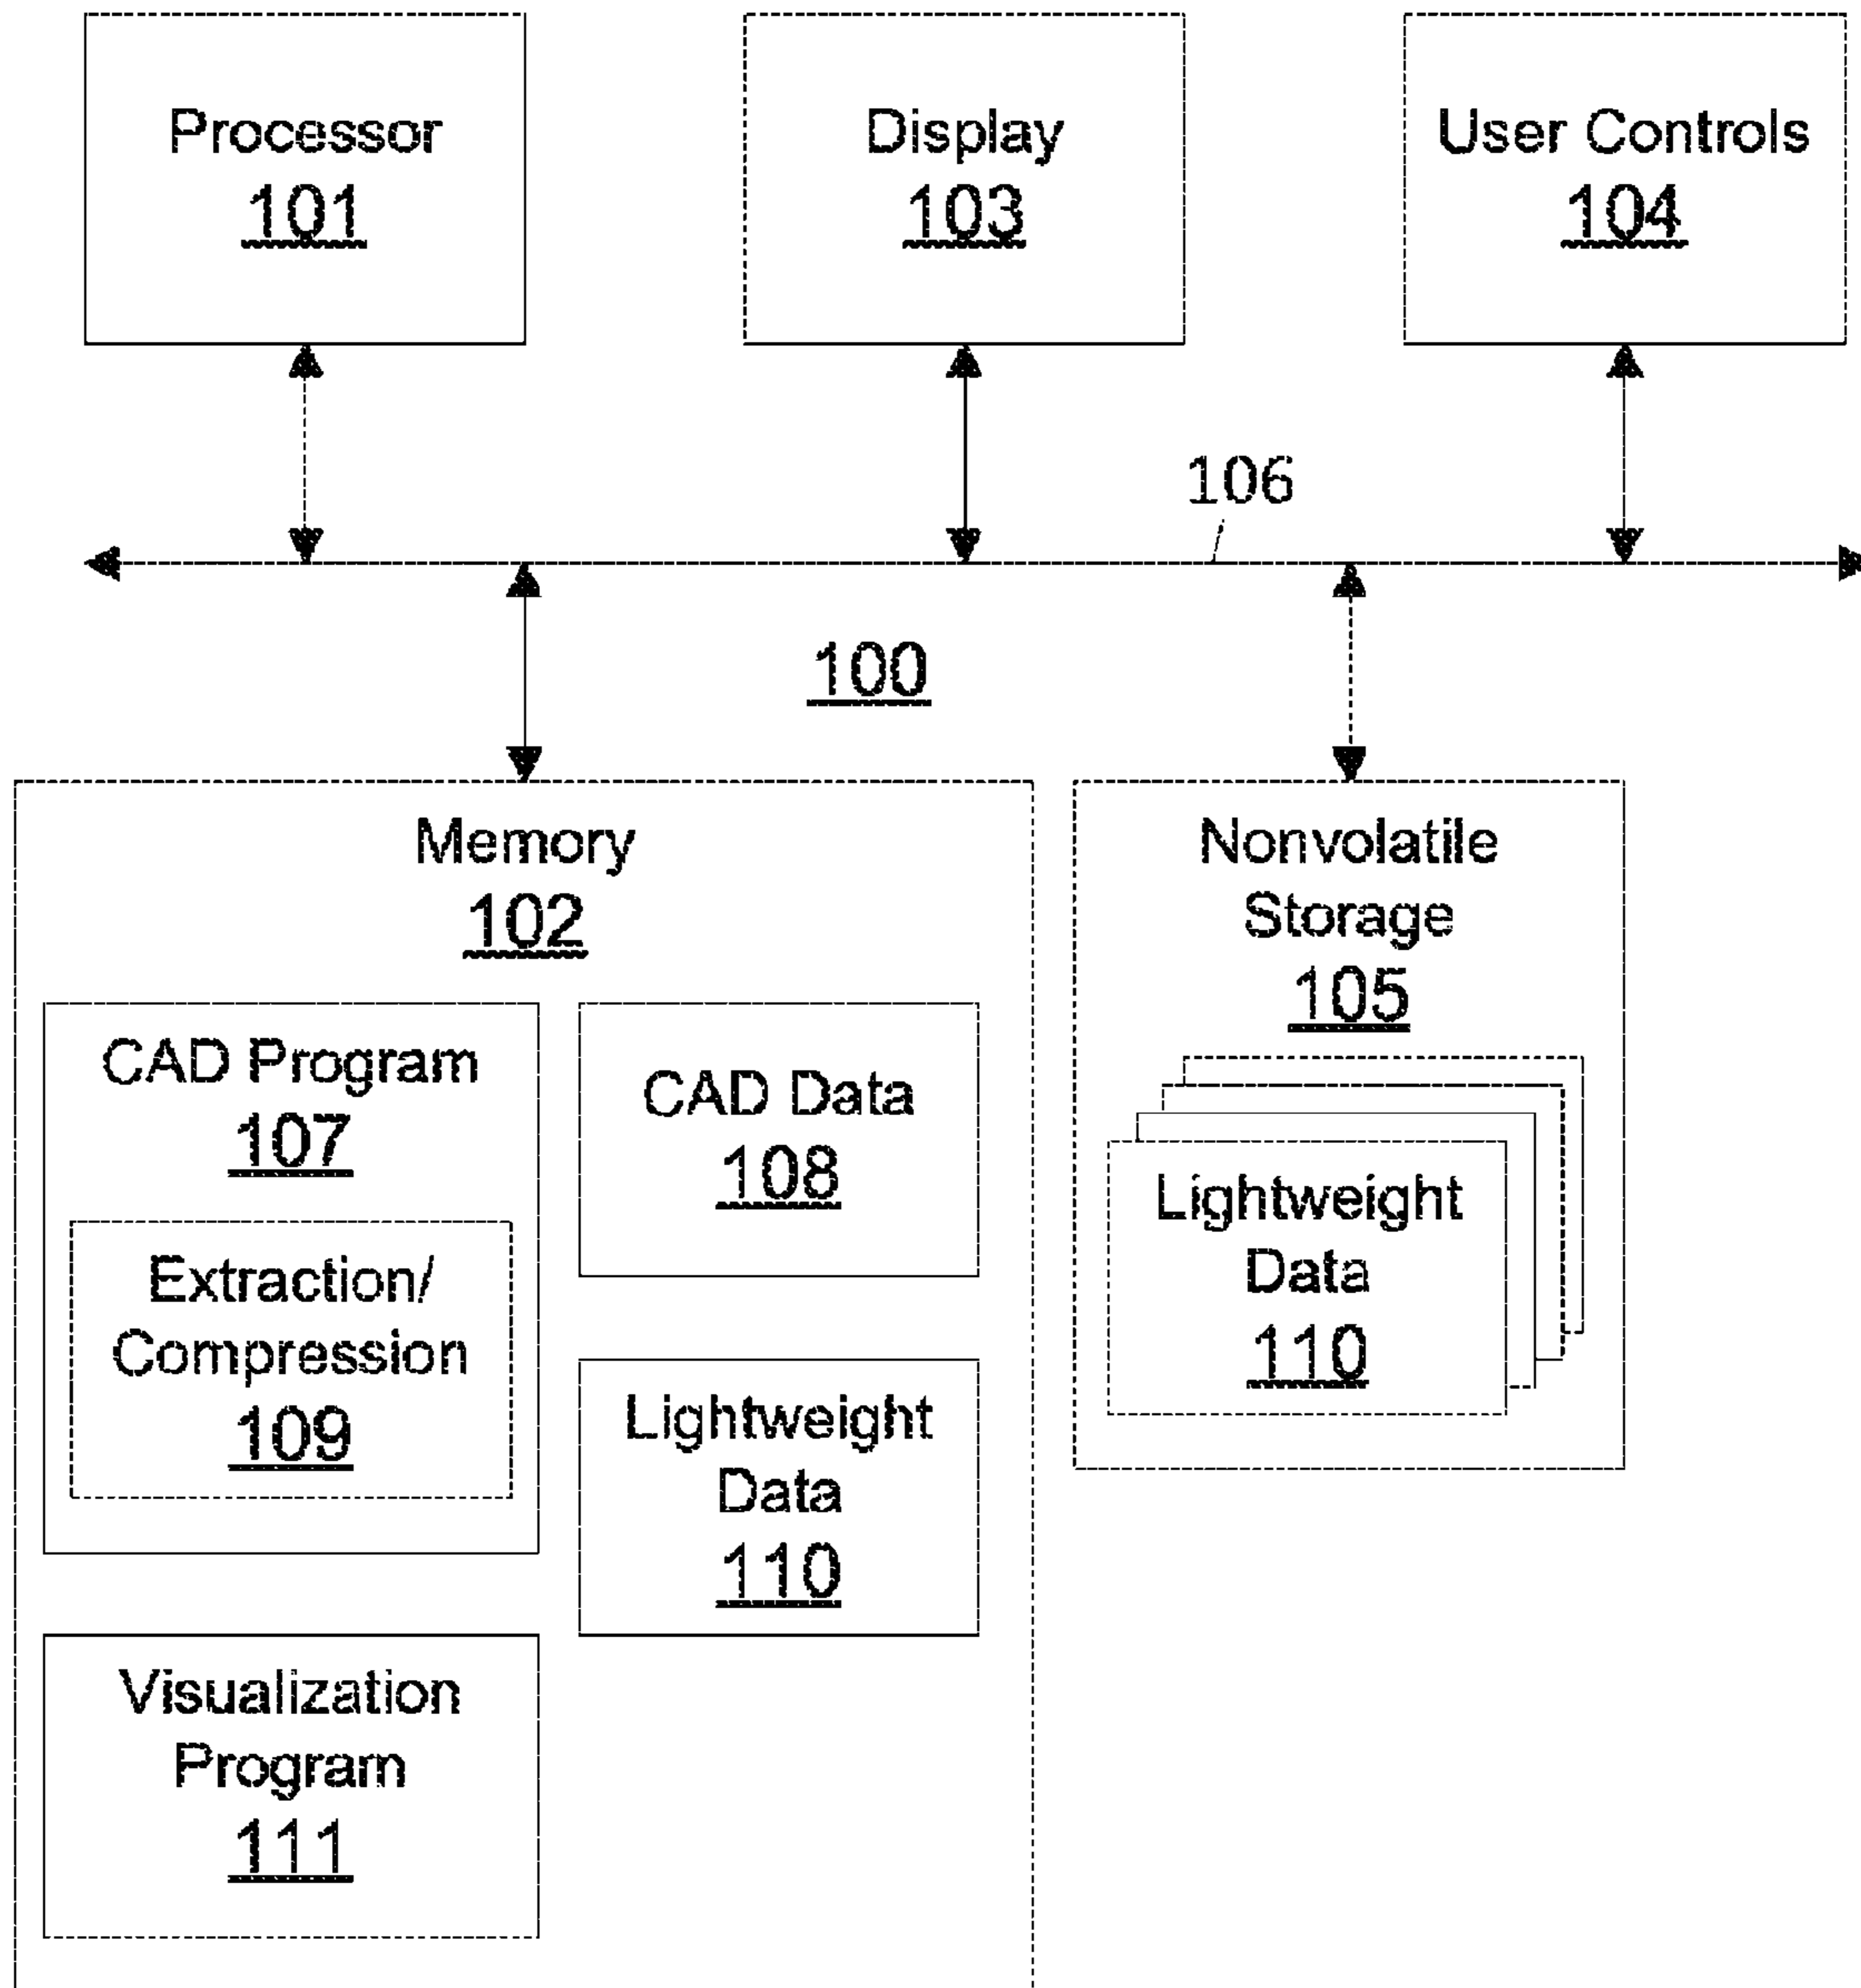 Processor
101
Display
103
User Controls
104
106
100
Memory
102
CAD Program
107
Extraction/
Compression
109
CAD Data
108
Lightweight
Data
110
Visualization
Program
111
Nonvolatile
Storage
105
Lightweight
Data
110